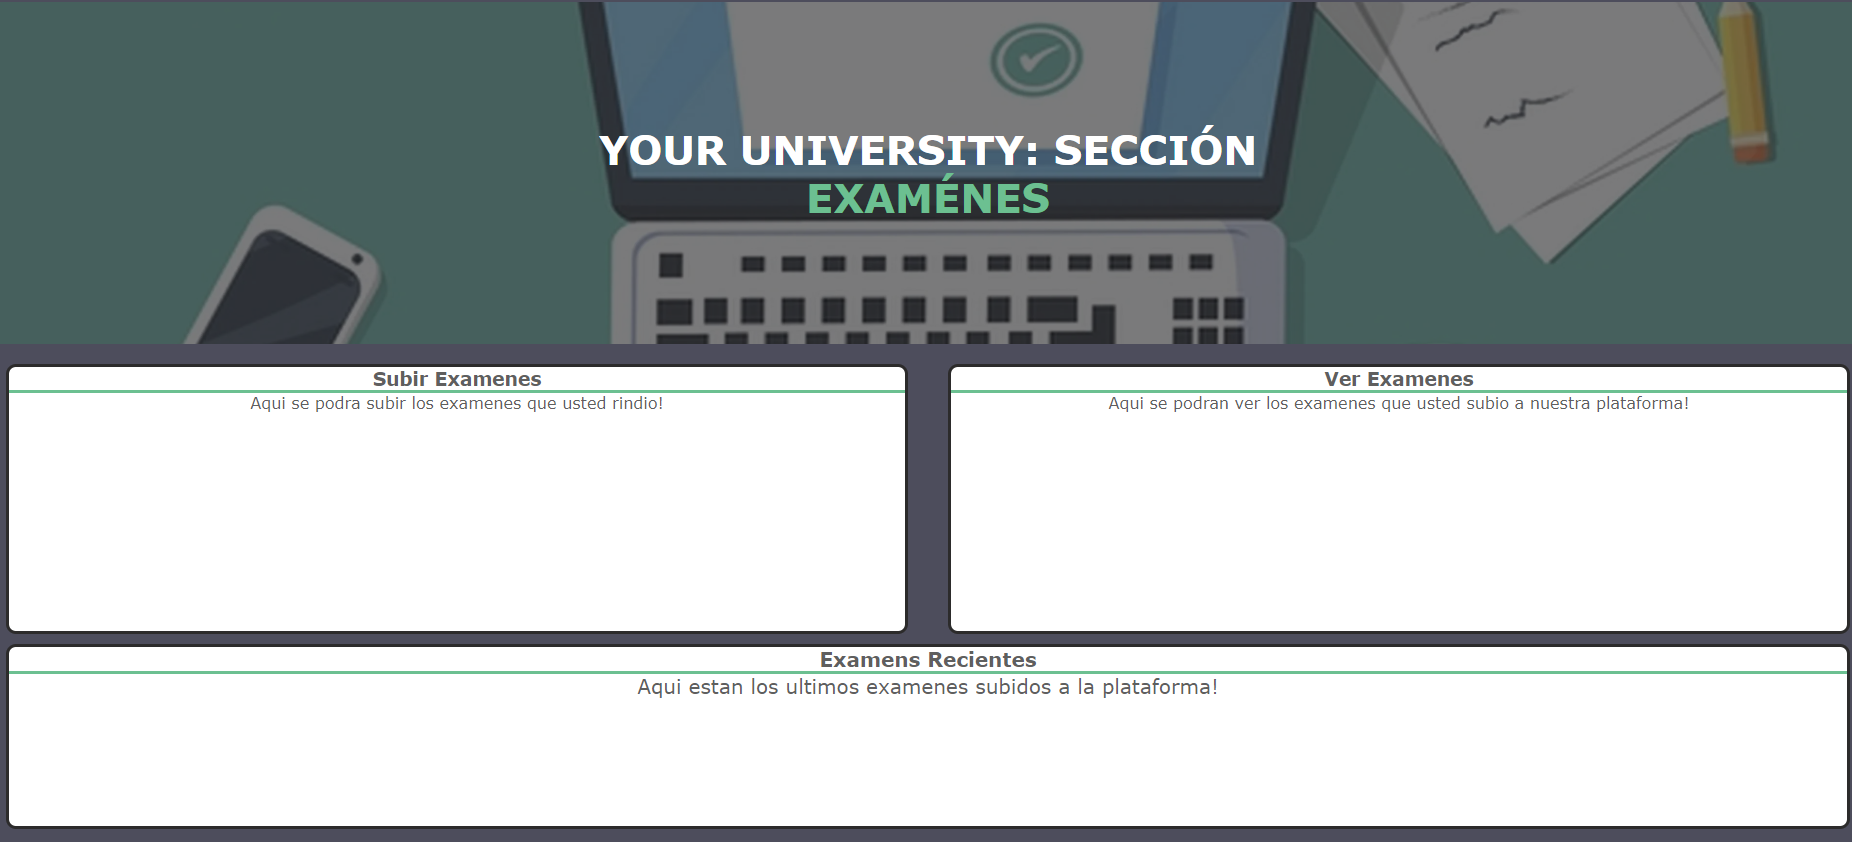 YOUR UNIVERSITY: SECCIÓN
EXAMÉNES
Subir Examenes
Aqui se podra subir los examenes que usted rindio!
Ver Examenes
Aqui se podran ver los examenes que usted subio a nuestra plataforma!
Examens Recientes
Aqui estan los ultimos examenes subidos a la plataforma!